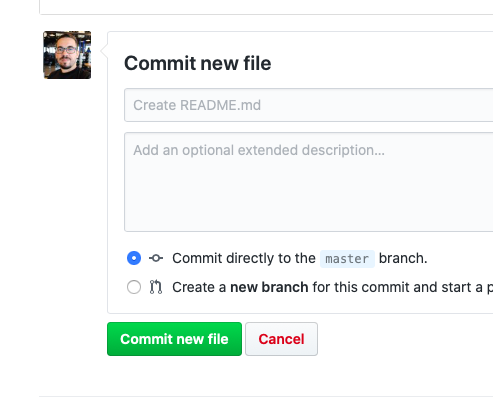 Commit new file
Create README.md
Add an optional extended description...
Commit directly to the master branch.
Create a new branch for this commit and start a
Commit new file
Cancel